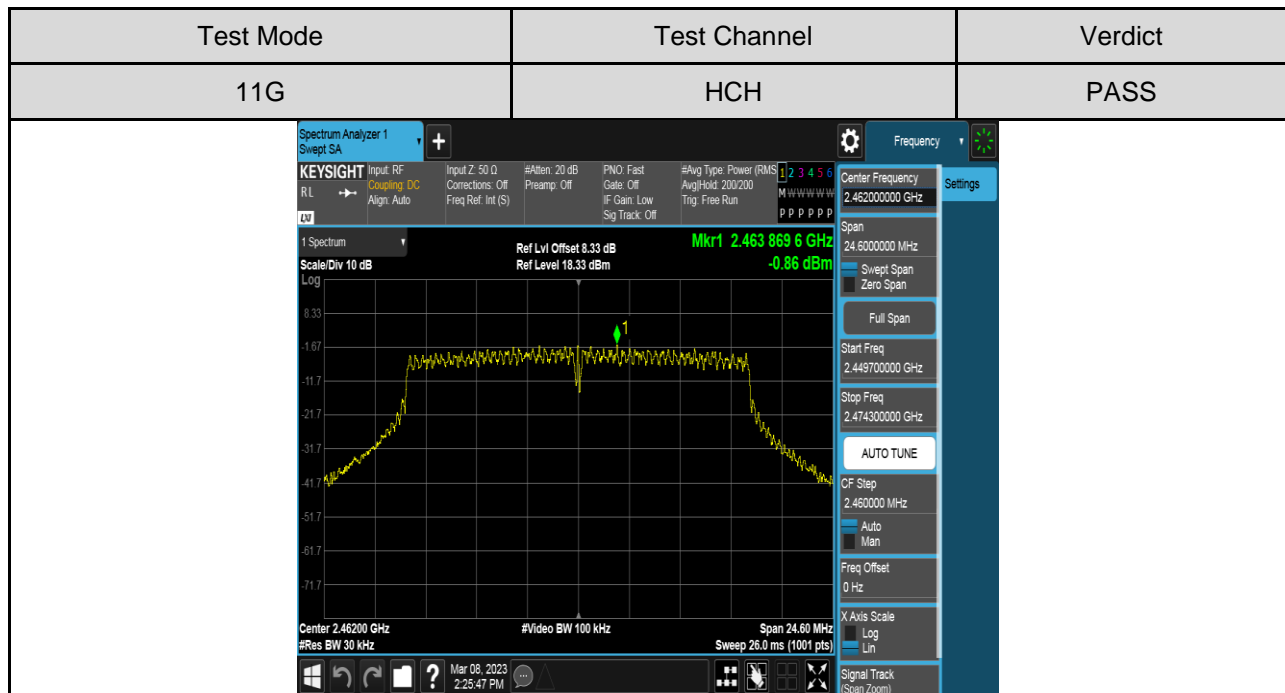 Test Mode Test Channel Verdict
11G HCH PASS
Spectrum Analyzer 1
Swept SA
+
Frequency
KEYSIGHT
RL
LXI
Input: RF
Coupling: DC
Align: Auto
Input Z: 50 Ω
Corrections: Off
Freq Ref: Int (S)
#Atten: 20 dB
Preamp: Off
PNO: Fast
Gate: Off
IF Gain: Low
Sig Track: Off
#Avg Type: Power (RMS
Avg|Hold: 200/200
Trig: Free Run
1 2 3 4 5 6
M W W W W W
P P P P P P
1 Spectrum
Scale/Div 10 dB
Log
Ref Lvl Offset 8.33 dB
Ref Level 18.33 dBm
Mkr1 2.463 869 6 GHz
-0.86 dBm
1
8.33
-1.67
-11.7
-21.7
-31.7
-41.7
-51.7
-61.7
-71.7
Center 2.46200 GHz
#Res BW 30 kHz
#Video BW 100 kHz
Span 24.60 MHz
Sweep 26.0 ms (1001 pts)
?
Mar 08, 2023
2:25:47 PM
Center Frequency
2.462000000 GHz
Span
24.6000000 MHz
Swept Span
Zero Span
Full Span
Start Freq
2.449700000 GHz
Stop Freq
2.474300000 GHz
AUTO TUNE
CF Step
2.460000 MHz
Auto
Man
Freq Offset
0 Hz
X Axis Scale
Log
Lin
Signal Track
(Span Zoom)
Settings